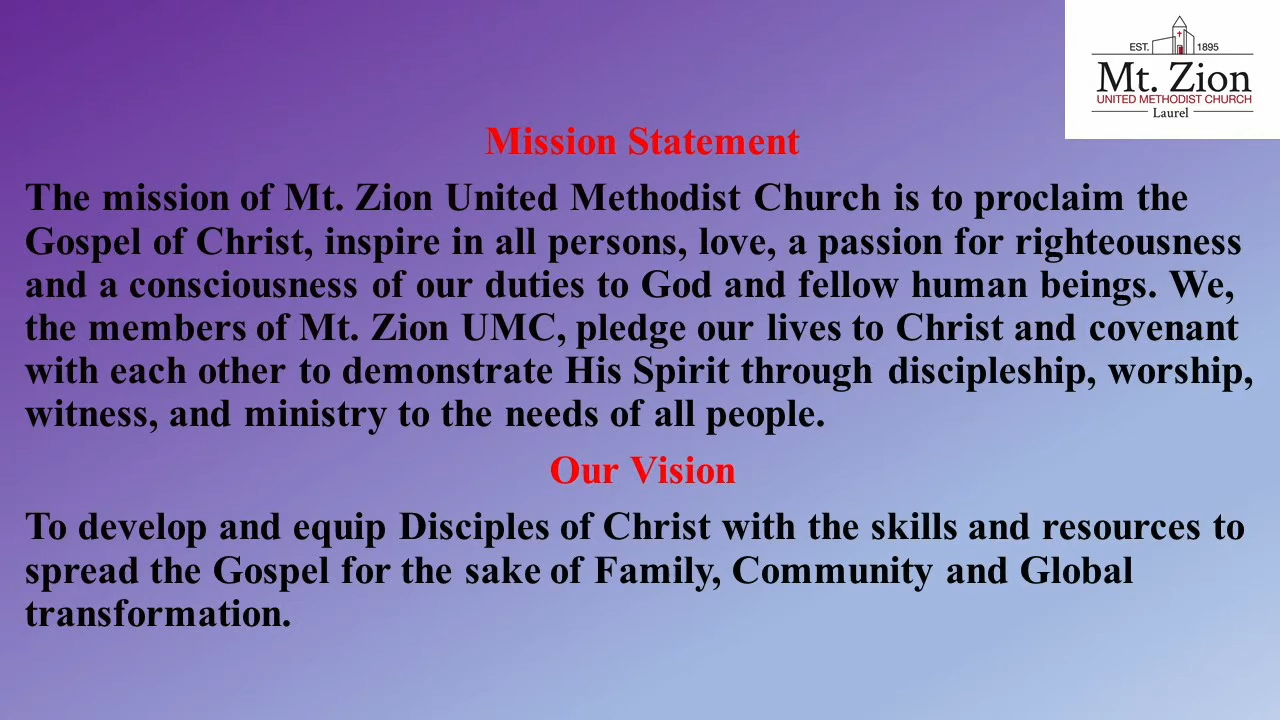 EST. 1895
Mt. Zion
UNITED METHODIST CHURCH
Laurel
Mission Statement
The mission of Mt. Zion United Methodist Church is to proclaim the
Gospel of Christ, inspire in all persons, love, a passion for righteousness
and a consciousness of our duties to God and fellow human beings. We,
the members of Mt. Zion UMC, pledge our lives to Christ and covenant
with each other to demonstrate His Spirit through discipleship, worship,
witness, and ministry to the needs of all people.
Our Vision
To develop and equip Disciples of Christ with the skills and resources to
spread the Gospel for the sake of Family, Community and Global
transformation.